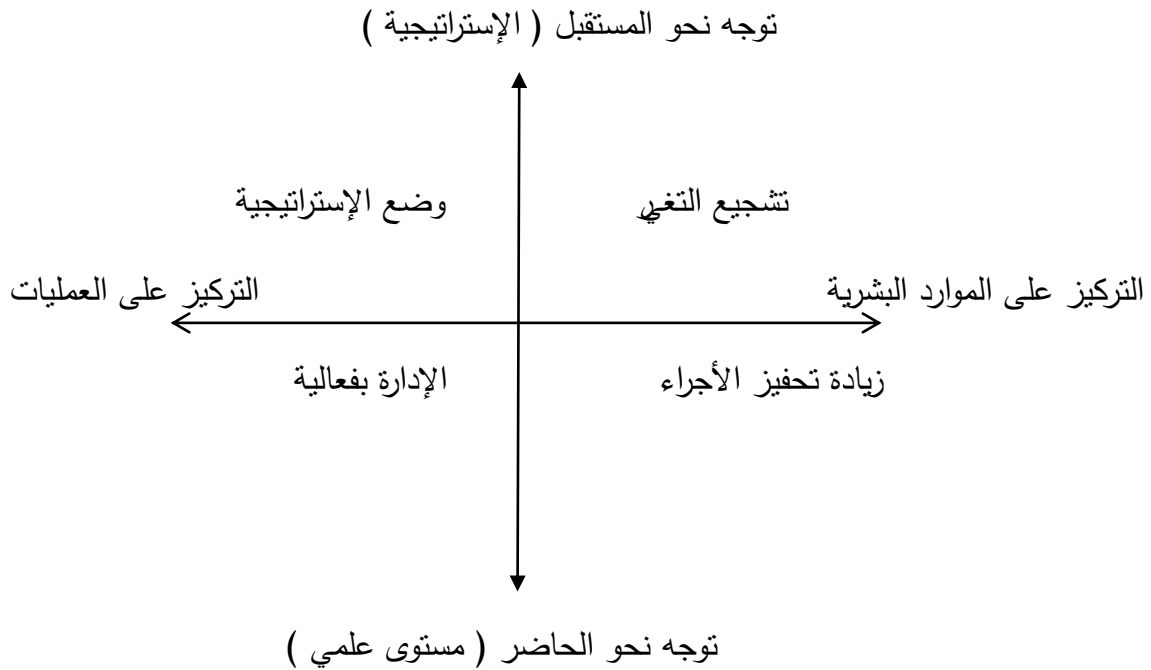 توجه نحو المستقبل ( الإستراتيجية )
تشجيع التغير
وضع الإستراتيجية
التركيز على الموارد البشرية
التركيز على العمليات
زيادة تحفيز الأجراء
الإدارة بفعالية
توجه نحو الحاضر ( مستوى علمي )